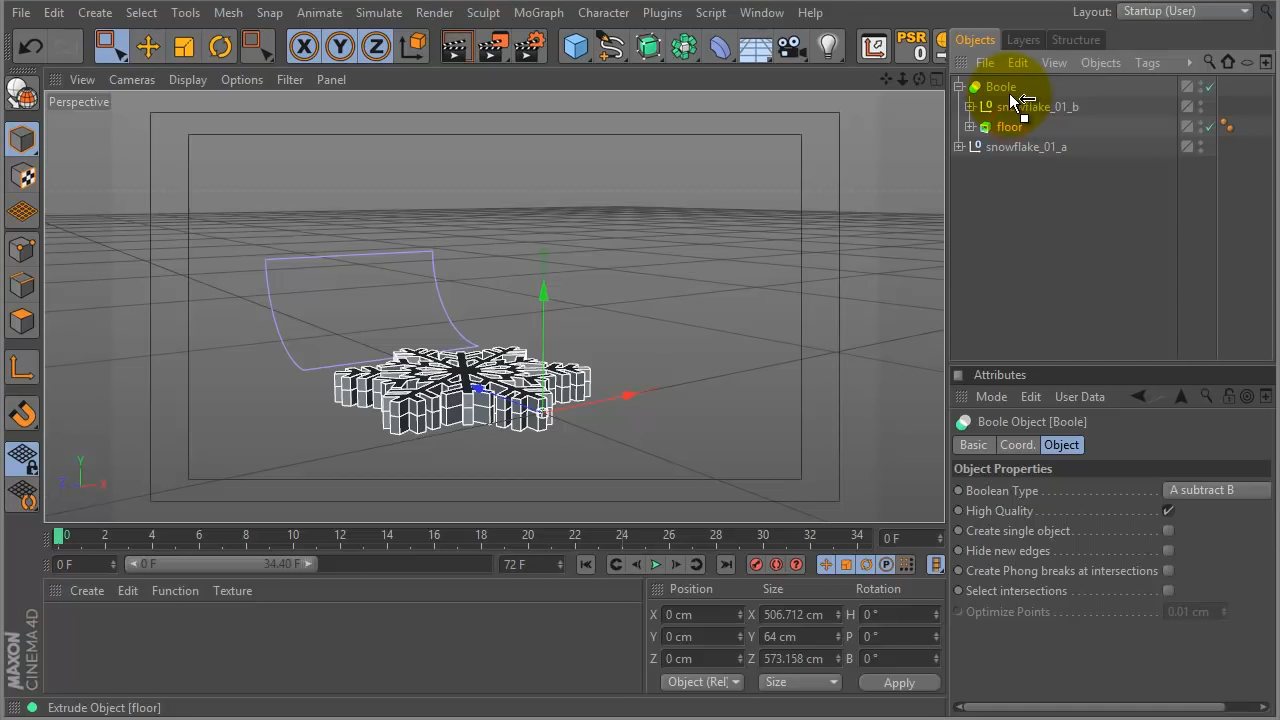 File Edit Create Select Tools Mesh Snap Animate Simulate Render Sculpt MoGraph Character Plugins Script Window Help Layout: Startup (User)
X Y Z PSR 0
Objects Layers Structure
File Edit View Objects Tags
View Cameras Display Options Filter Panel
Perspective
Boole
snowflake_01_b
floor
snowflake_01_a
Y
Z X
Attributes
Mode Edit User Data
Boole Object [Boole]
Basic Coord. Object
Object Properties
Boolean Type A subtract B
High Quality
Create single object
Hide new edges
Create Phong breaks at intersections
Select intersections
Optimize Points 0.01 cm
0 2 4 6 8 10 12 14 16 18 20 22 24 26 28 30 32 34 0 F
0 F 0 F 34.40 F 72 F
Create Edit Function Texture
Position Size Rotation
X 0 cm X 506.712 cm H 0 °
Y 0 cm Y 64 cm P 0 °
Z 0 cm Z 573.158 cm B 0 °
Object (Rel) Size Apply
MAXON
CINEMA 4D
Extrude Object [floor]